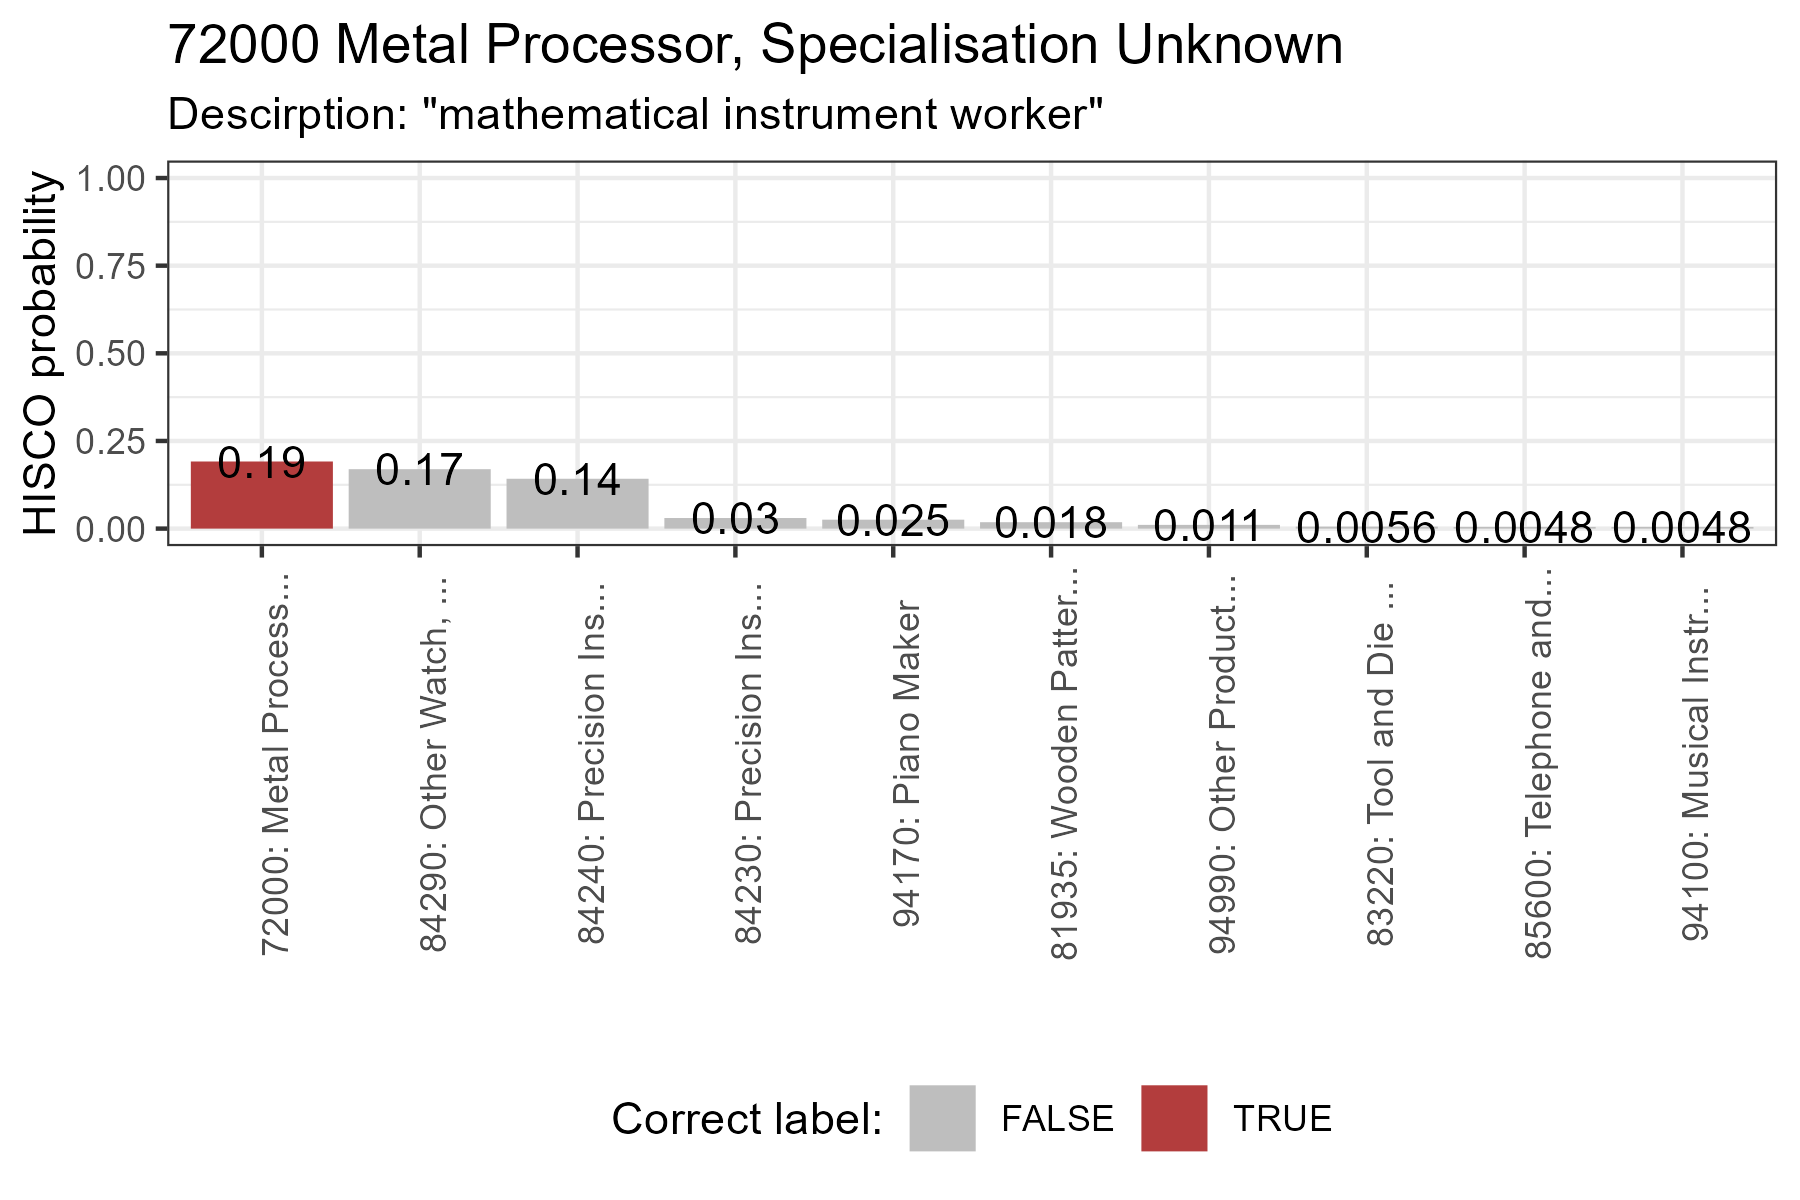 72000 Metal Processor, Specialisation Unknown
Descirption: "mathematical instrument worker"
HISCO probability
1.00
0.75
0.50
0.25
0.00
0.19
0.17
0.14
0.03
0.025
0.018
0.011
0.0056
0.0048
0.0048
72000: Metal Process...
84290: Other Watch, ...
84240: Precision Ins...
84230: Precision Ins...
94170: Piano Maker
81935: Wooden Patter...
94990: Other Product...
83220: Tool and Die ...
85600: Telephone and...
94100: Musical Instr...
Correct label:
FALSE
TRUE